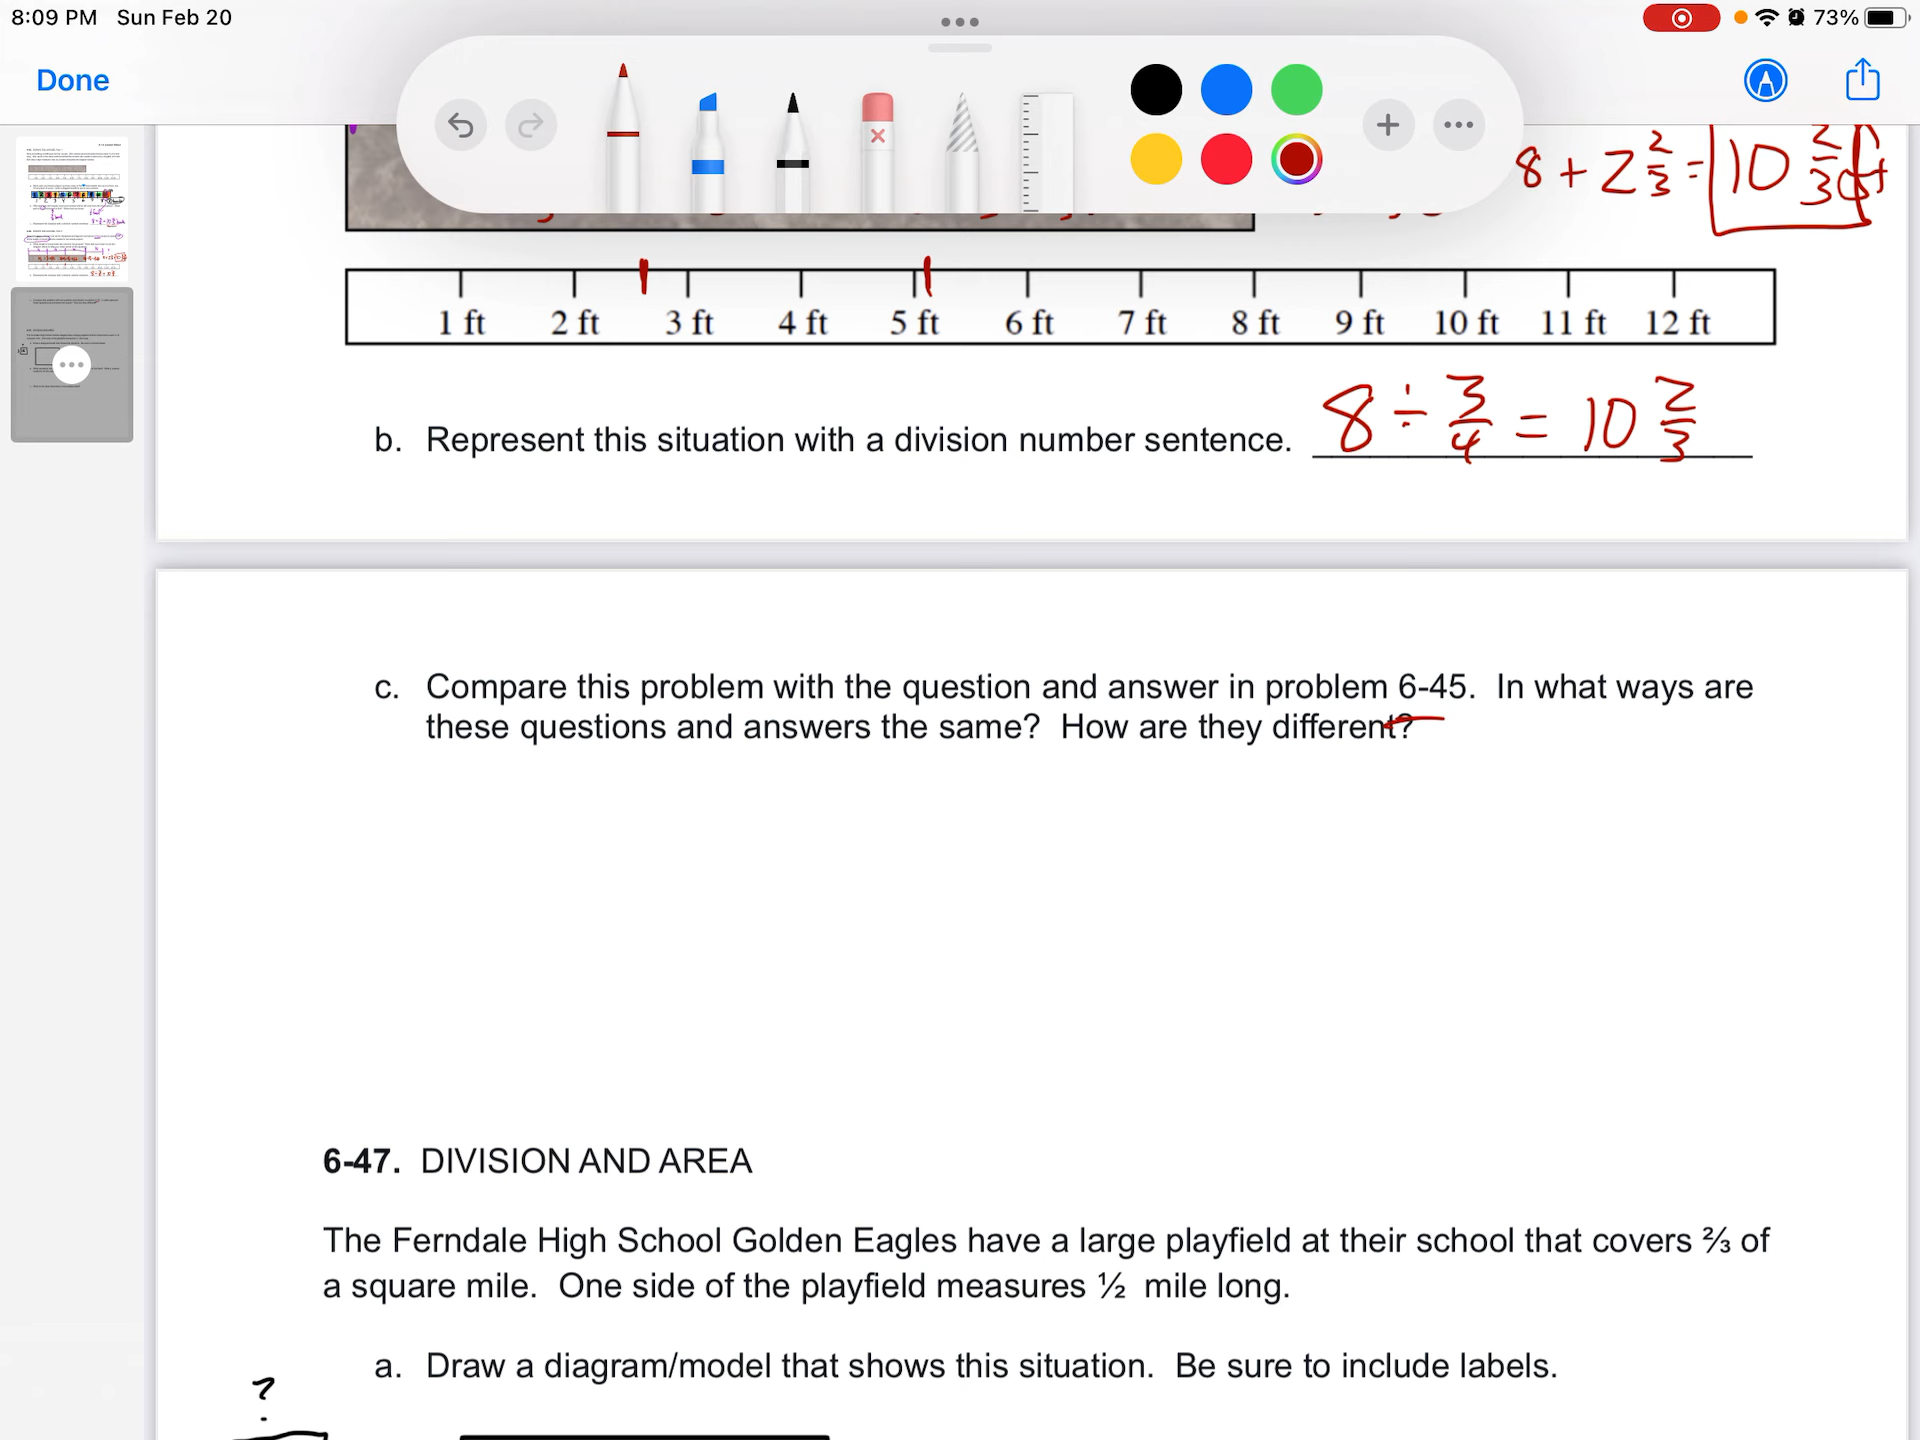 8:09 PM Sun Feb 20
73%
Done
8 + 2 2/3 = 10 2/3 ft
1 ft 2 ft 3 ft 4 ft 5 ft 6 ft 7 ft 8 ft 9 ft 10 ft 11 ft 12 ft
b. Represent this situation with a division number sentence. 8 ÷ 3/4 = 10 2/3
c. Compare this problem with the question and answer in problem 6-45. In what ways are
these questions and answers the same? How are they different?
6-47. DIVISION AND AREA
The Ferndale High School Golden Eagles have a large playfield at their school that covers ⅔ of
a square mile. One side of the playfield measures ½ mile long.
a. Draw a diagram/model that shows this situation. Be sure to include labels.
?